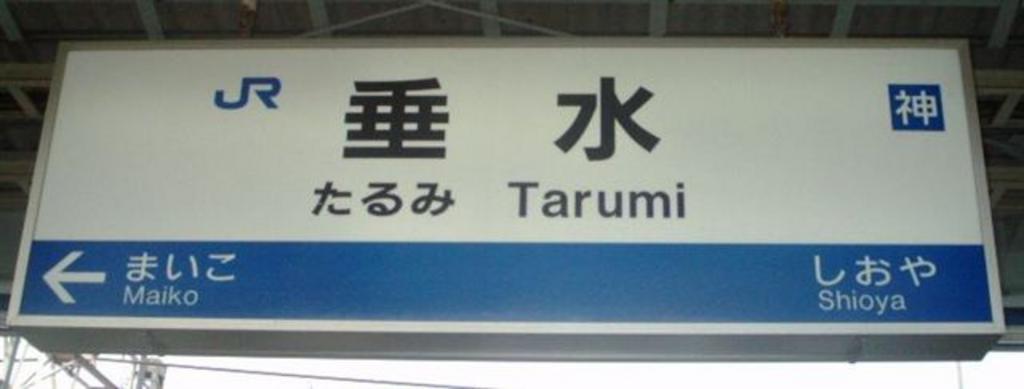 JR 垂水 神
たるみ Tarumi
← まいこ しおや
Maiko Shioya